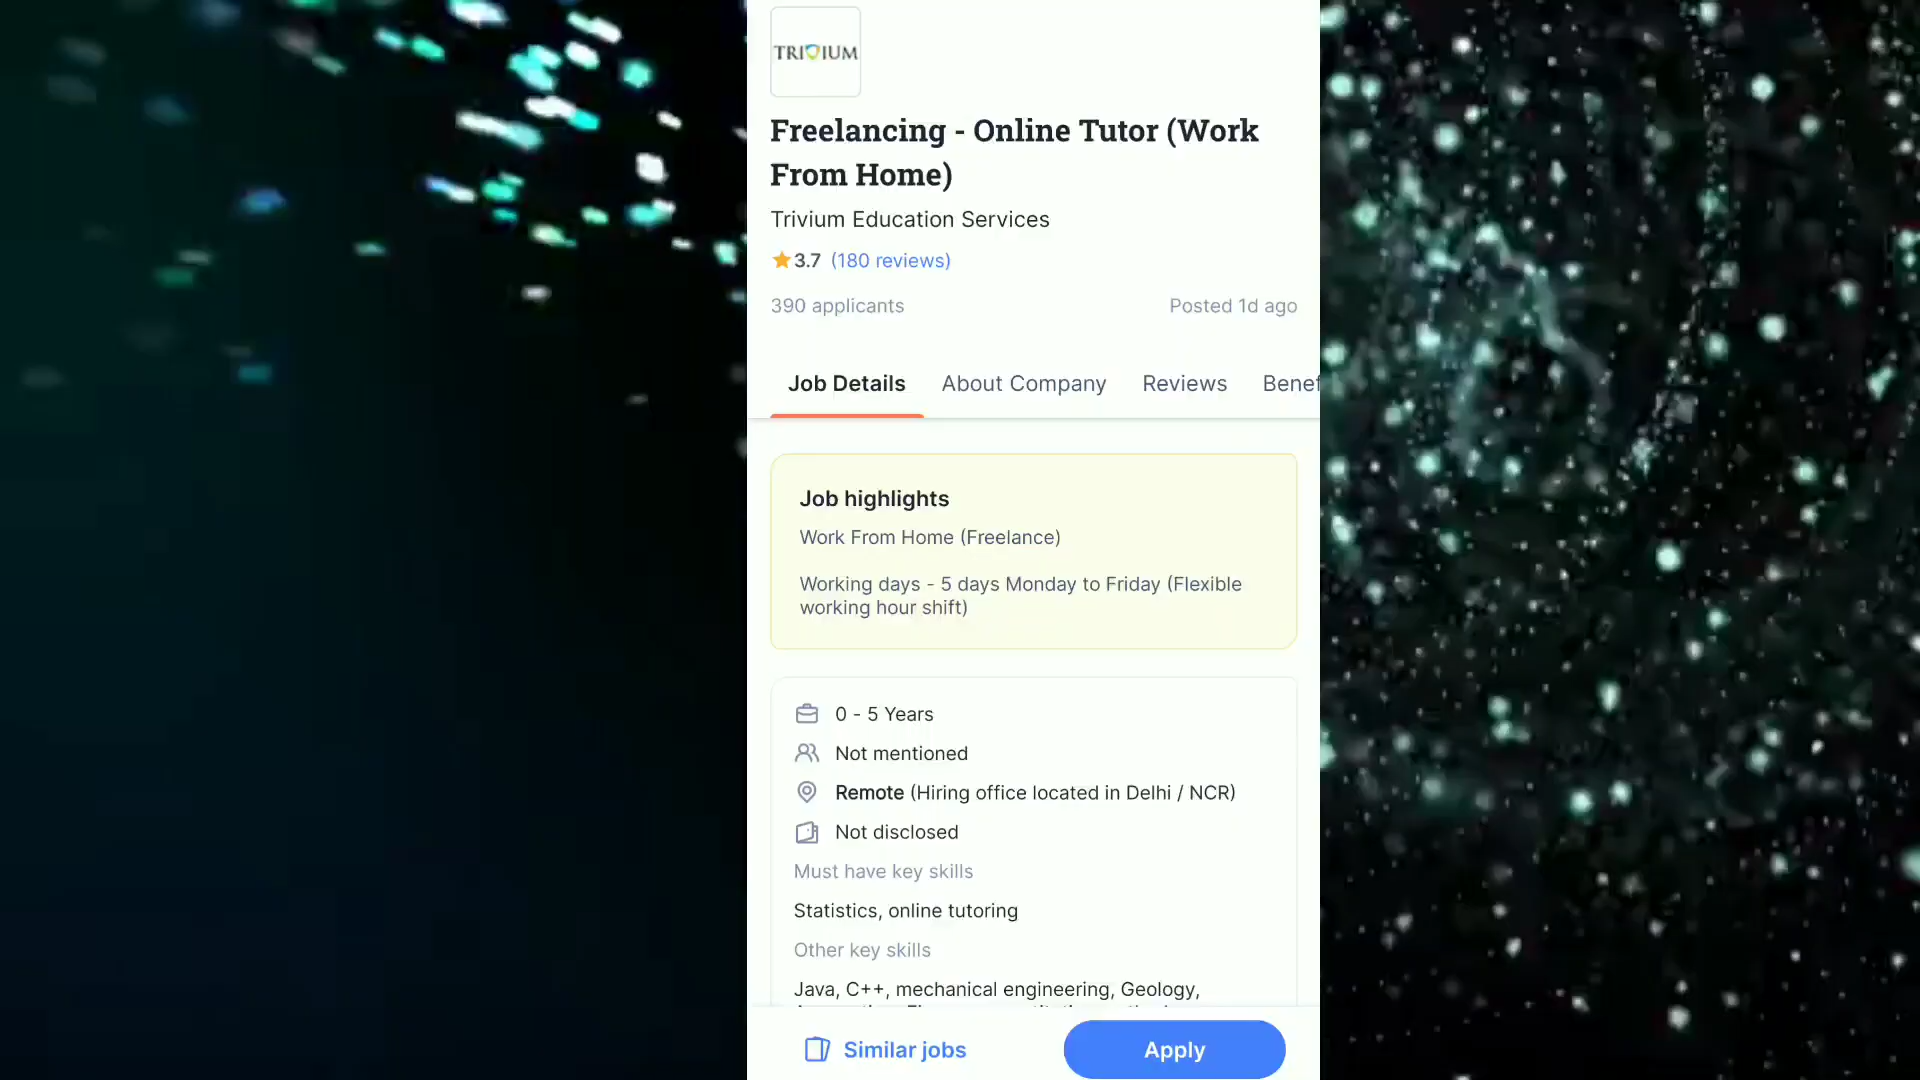 TRIVIUM
Freelancing - Online Tutor (Work
From Home)
Trivium Education Services
3.7 (180 reviews)
390 applicants Posted 1d ago
Job Details About Company Reviews Benef
Job highlights
Work From Home (Freelance)
Working days - 5 days Monday to Friday (Flexible
working hour shift)
0 - 5 Years
Not mentioned
Remote (Hiring office located in Delhi / NCR)
Not disclosed
Must have key skills
Statistics, online tutoring
Other key skills
Java, C++, mechanical engineering, Geology,
Similar jobs Apply